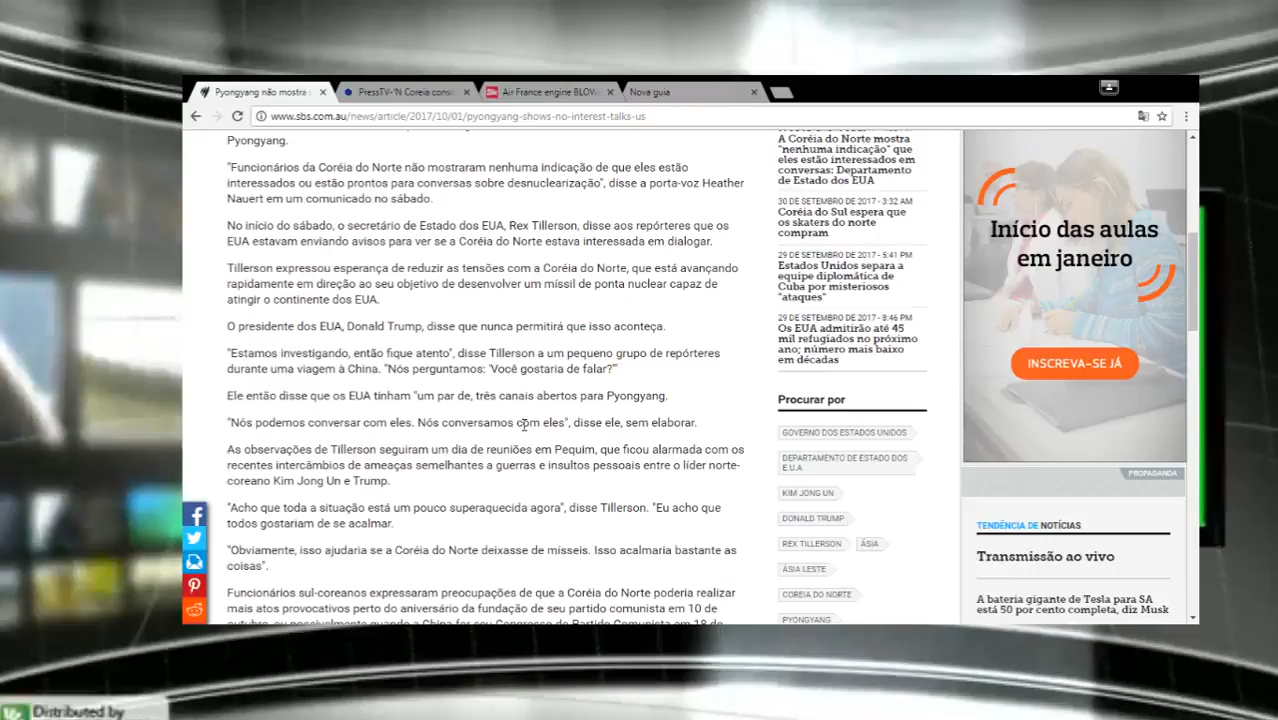 Pyongyang não mostra
PressTV-'N Coreia cons
Air France engine BLOW
Nova guia
www.sbs.com.au/news/article/2017/10/01/pyongyang-shows-no-interest-talks-us
Pyongyang.
"Funcionários da Coréia do Norte não mostraram nenhuma indicação de que eles estão
interessados ou estão prontos para conversas sobre desnuclearização", disse a porta-voz Heather
Nauert em um comunicado no sábado.
No início do sábado, o secretário de Estado dos EUA, Rex Tillerson, disse aos repórteres que os
EUA estavam enviando avisos para ver se a Coréia do Norte estava interessada em dialogar.
Tillerson expressou esperança de reduzir as tensões com a Coréia do Norte, que está avançando
rapidamente em direção ao seu objetivo de desenvolver um míssil de ponta nuclear capaz de
atingir o continente dos EUA.
O presidente dos EUA, Donald Trump, disse que nunca permitirá que isso aconteça.
"Estamos investigando, então fique atento", disse Tillerson a um pequeno grupo de repórteres
durante uma viagem à China. "Nós perguntamos: 'Você gostaria de falar?'"
Ele então disse que os EUA tinham "um par de, três canais abertos para Pyongyang.
"Nós podemos conversar com eles. Nós conversamos com eles", disse ele, sem elaborar.
As observações de Tillerson seguiram um dia de reuniões em Pequim, que ficou alarmada com os
recentes intercâmbios de ameaças semelhantes a guerras e insultos pessoais entre o líder norte-
coreano Kim Jong Un e Trump.
"Acho que toda a situação está um pouco superaquecida agora", disse Tillerson. "Eu acho que
todos gostariam de se acalmar.
"Obviamente, isso ajudaria se a Coréia do Norte deixasse de mísseis. Isso acalmaria bastante as
coisas".
Funcionários sul-coreanos expressaram preocupações de que a Coréia do Norte poderia realizar
mais atos provocativos perto do aniversário da fundação de seu partido comunista em 10 de
outubro, ou possivelmente quando a China for seu Congresso do Partido Comunista em 18 de
A Coréia do Norte mostra
"nenhuma indicação" que
eles estão interessados em
conversas: Departamento
de Estado dos EUA
30 DE SETEMBRO DE 2017 - 3:32 AM
Coréia do Sul espera que
os skaters do norte
compram
29 DE SETEMBRO DE 2017 - 5:41 PM
Estados Unidos separa a
equipe diplomática de
Cuba por misteriosos
"ataques"
29 DE SETEMBRO DE 2017 - 8:46 PM
Os EUA admitirão até 45
mil refugiados no próximo
ano; número mais baixo
em décadas
Procurar por
GOVERNO DOS ESTADOS UNIDOS
DEPARTAMENTO DE ESTADO DOS
E.U.A
KIM JONG UN
DONALD TRUMP
REX TILLERSON
ÁSIA
ÁSIA LESTE
COREIA DO NORTE
PYONGYANG
Início das aulas
em janeiro
INSCREVA-SE JÁ
PROPAGANDA
TENDÊNCIA DE NOTÍCIAS
Transmissão ao vivo
A bateria gigante de Tesla para SA
está 50 por cento completa, diz Musk
Distributed by